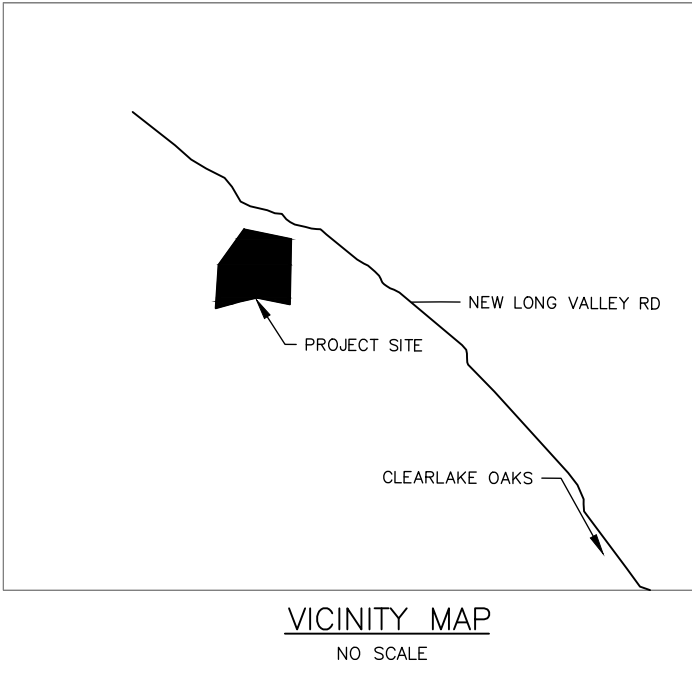 NEW LONG VALLEY RD
PROJECT SITE
CLEARLAKE OAKS
VICINITY MAP
NO SCALE